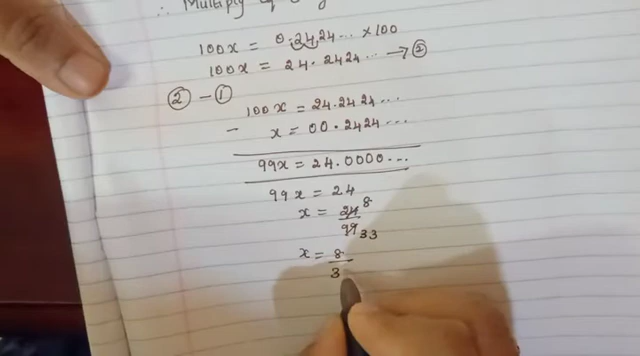 ∴ Multiply
100x = 0.2424... ×100
100x = 24.2424... → ②
② - ①
100x = 24.2424...
- x = 00.2424...
99x = 24.0000...
99x = 24
x = 24/99 8/33
x = 8/3